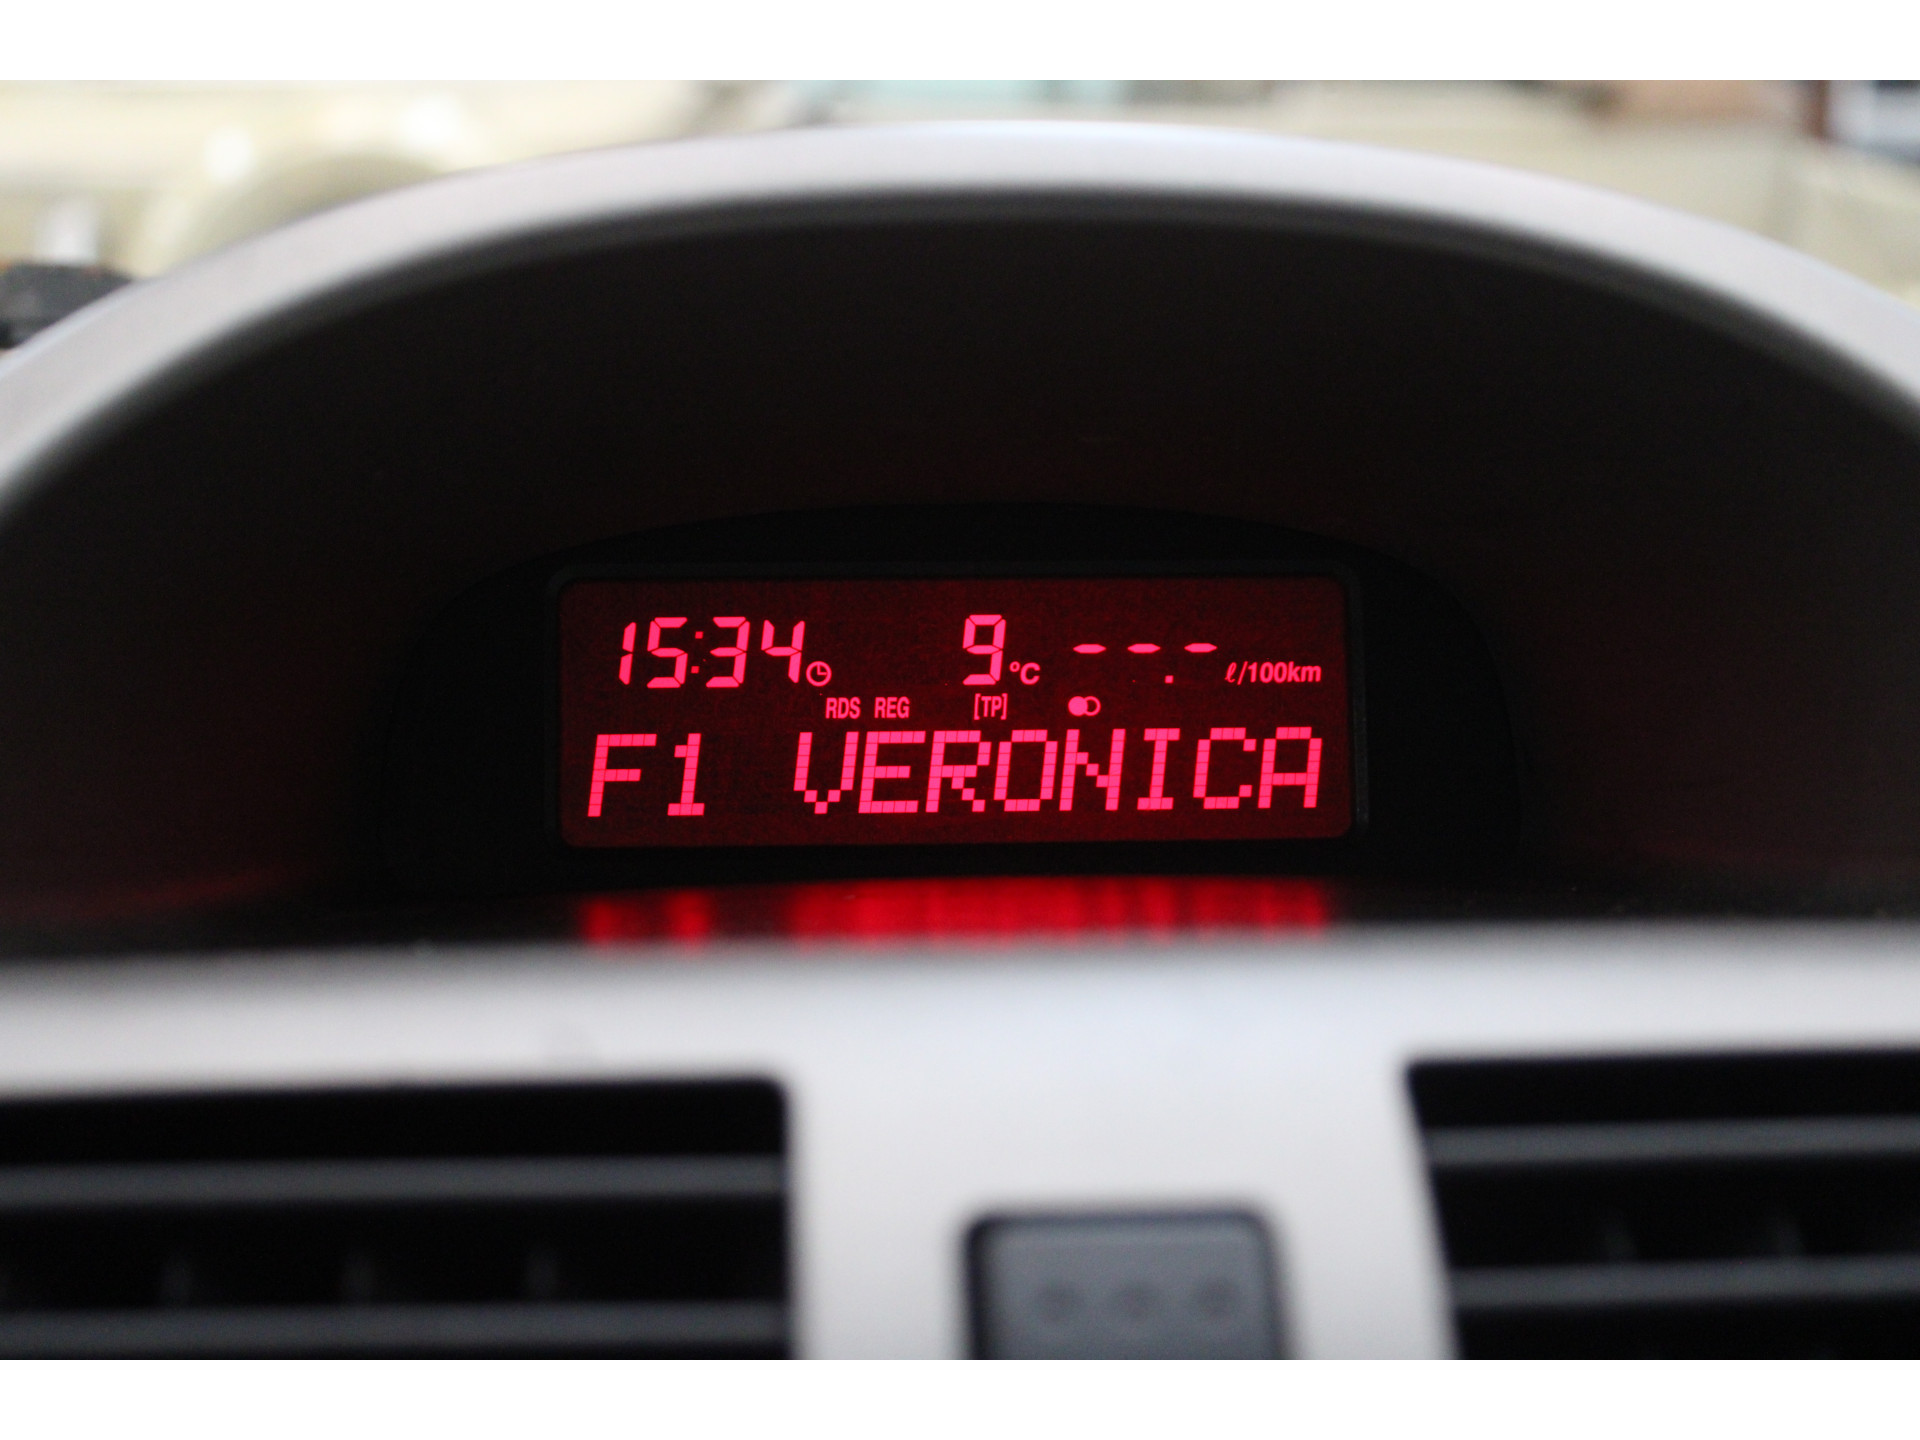 15:34 9 °C ---.- ℓ/100km
RDS REG [TP]
F1 VERONICA